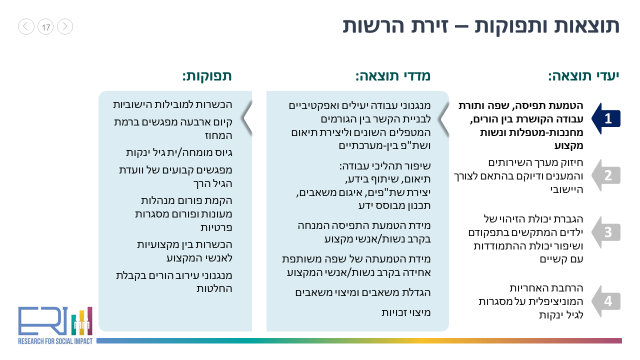 תוצאות ותפוקות – זירת הרשות
17
יעדי תוצאה:
1
הטמעת תפיסה, שפה ותורת
עבודה הקושרת בין הורים,
מחנכות-מטפלות ונשות
מקצוע
2
חיזוק מערך השירותים
והמענים ודיוקם בהתאם לצורך
היישובי
3
הגברת יכולת הזיהוי של
ילדים המתקשים בתפקודם
ושיפור יכולת ההתמודדות
עם קשיים
4
הרחבת האחריות
המוניציפלית על מסגרות
לגיל ינקות
מדדי תוצאה:
מנגנוני עבודה יעילים ואפקטיביים
לבניית הקשר בין הגורמים
המטפלים השונים וליצירת תיאום
ושת"פ בין-מערכתיים
שיפור תהליכי עבודה:
תיאום, שיתוף בידע,
יצירת שת"פים, איגום משאבים,
תכנון מבוסס ידע
מידת הטמעת התפיסה המנחה
בקרב נשות/אנשי מקצוע
מידת הטמעתה של שפה משותפת
אחידה בקרב נשות/אנשי המקצוע
הגדלת משאבים ומיצוי משאבים
מיצוי זכויות
תפוקות:
הכשרות למובילות הישוביות
קיום ארבעה מפגשים ברמת
המחוז
גיוס מומחה/ית גיל ינקות
מפגשים קבועים של וועדת
הגיל הרך
הקמת פורום מנהלות
מעונות ופורום מסגרות
פרטיות
הכשרות בין מקצועיות
לאנשי המקצוע
מנגנוני עירוב הורים בקבלת
החלטות
ERI
RESEARCH FOR SOCIAL IMPACT